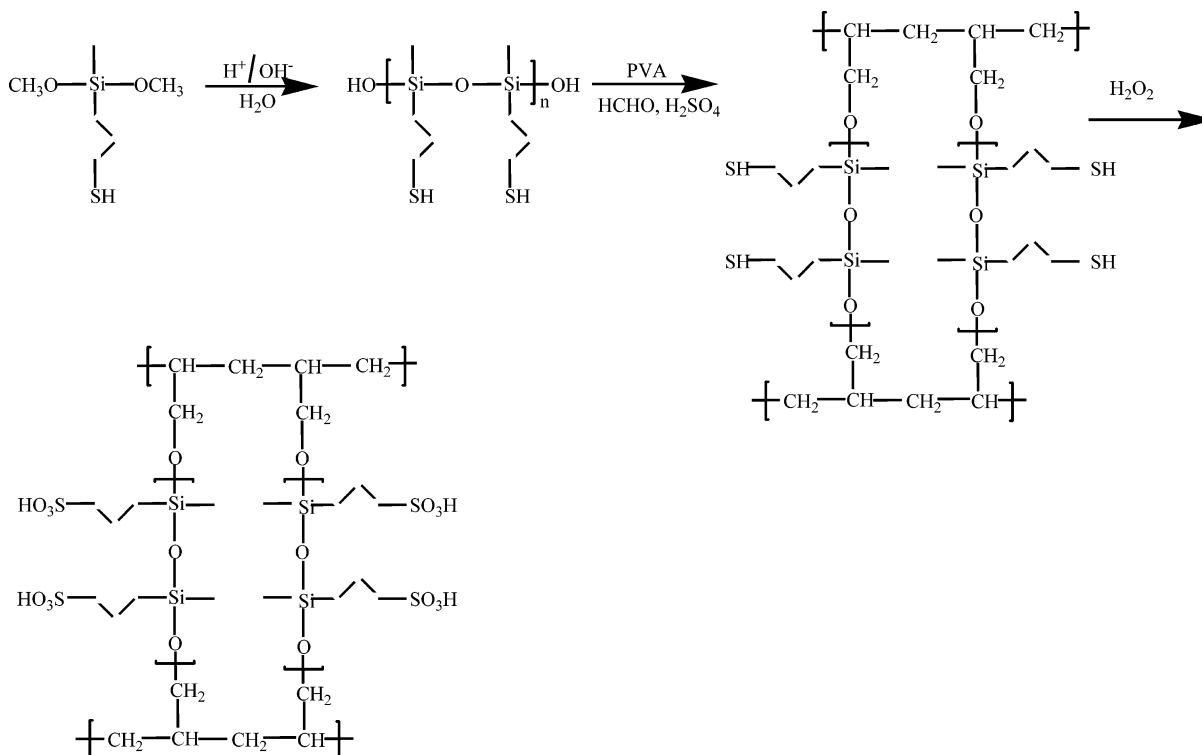 CH₃O—Si—OCH₃
SH
H⁺/OH⁻
H₂O
HO [ Si—O—Si ]n OH
SH SH
PVA
HCHO, H₂SO₄
CH—CH₂—CH—CH₂
CH₂ CH₂
O O
SH Si Si SH
O O
SH Si Si SH
O O
CH₂ CH₂
CH₂—CH—CH₂—CH
H₂O₂
CH—CH₂—CH—CH₂
CH₂ CH₂
O O
HO₃S Si Si SO₃H
O O
HO₃S Si Si SO₃H
O O
CH₂ CH₂
CH₂—CH—CH₂—CH